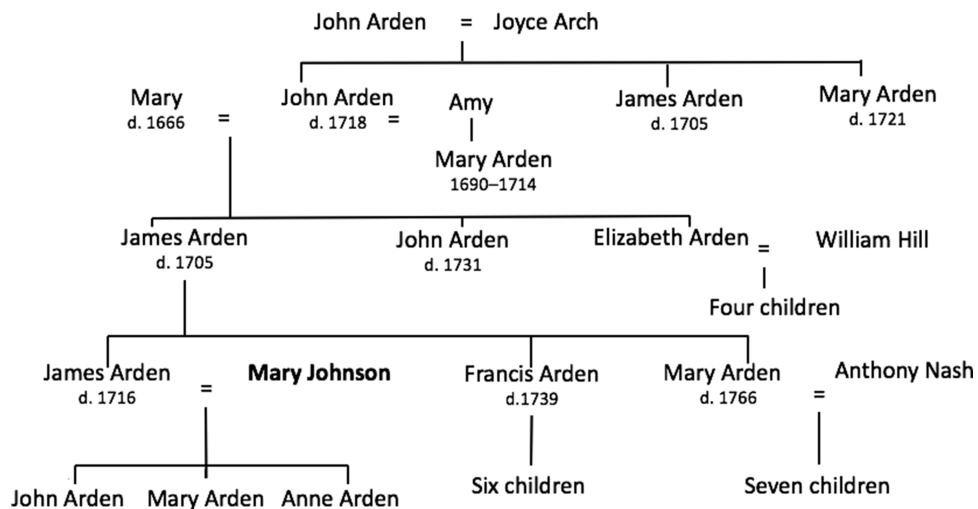 John Arden = Joyce Arch
Mary John Arden Amy James Arden Mary Arden
d. 1666 = d. 1718 = d. 1705 d. 1721
Mary Arden
1690–1714
James Arden John Arden Elizabeth Arden = William Hill
d. 1705 d. 1731
Four children
James Arden = Mary Johnson Francis Arden Mary Arden Anthony Nash
d. 1716 d.1739 d. 1766 =
John Arden Mary Arden Anne Arden Six children Seven children